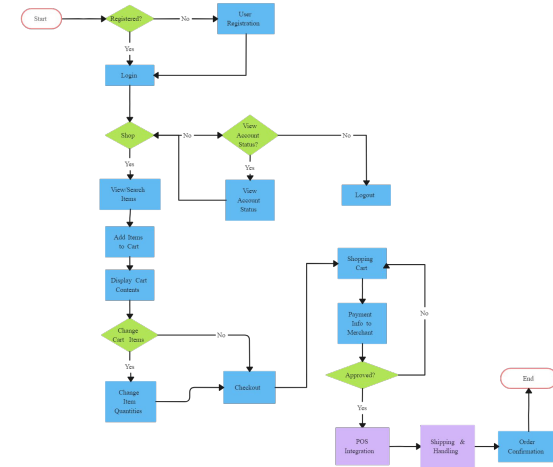 Start
Registered?
No
User
Registration
Yes
Login
Shop
No
View
Account
Status?
No
Yes
Yes
View/Search
Items
View
Account
Status
Logout
Add Items
to Cart
Display Cart
Contents
Shopping
Cart
Change
Cart Items
No
Payment
Info to
Merchant
No
Yes
Change
Item
Quantities
Checkout
Approved?
End
Yes
POS
Integration
Shipping &
Handling
Order
Confirmation